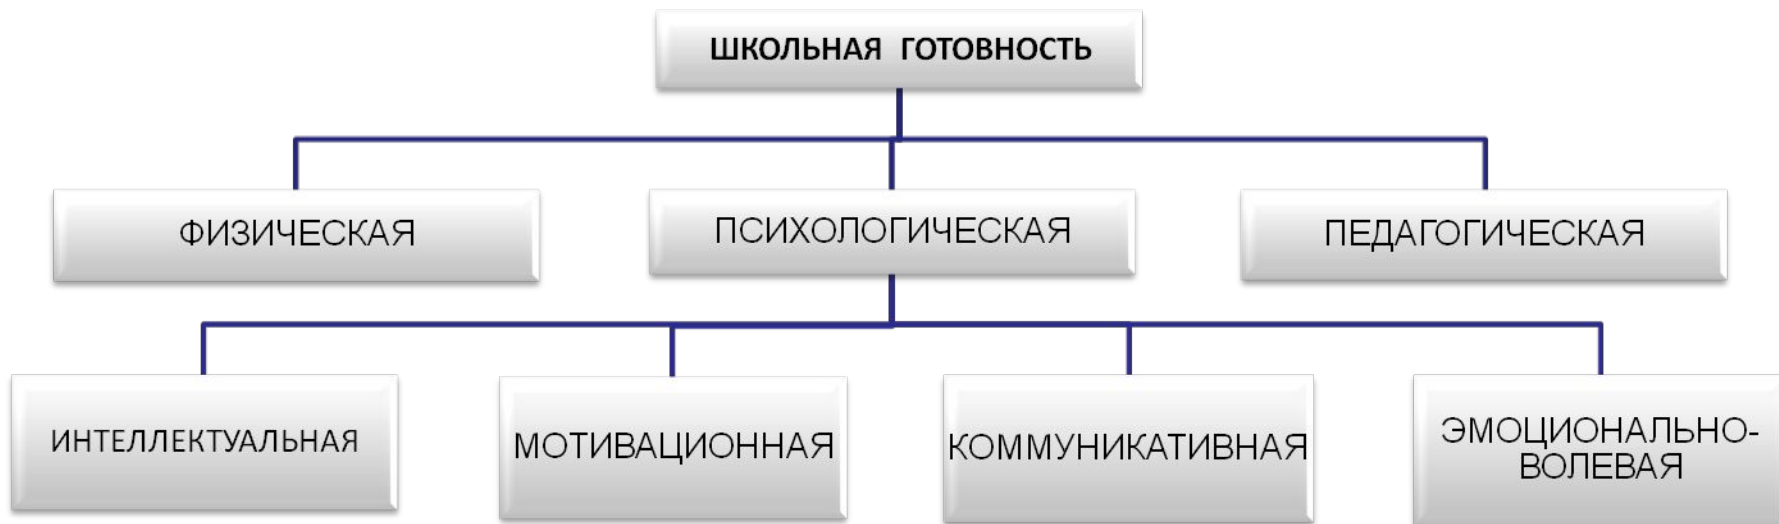 ШКОЛЬНАЯ ГОТОВНОСТЬ
ФИЗИЧЕСКАЯ
ПСИХОЛОГИЧЕСКАЯ
ПЕДАГОГИЧЕСКАЯ
ИНТЕЛЛЕКТУАЛЬНАЯ
МОТИВАЦИОННАЯ
КОММУНИКАТИВНАЯ
ЭМОЦИОНАЛЬНО-
ВОЛЕВАЯ